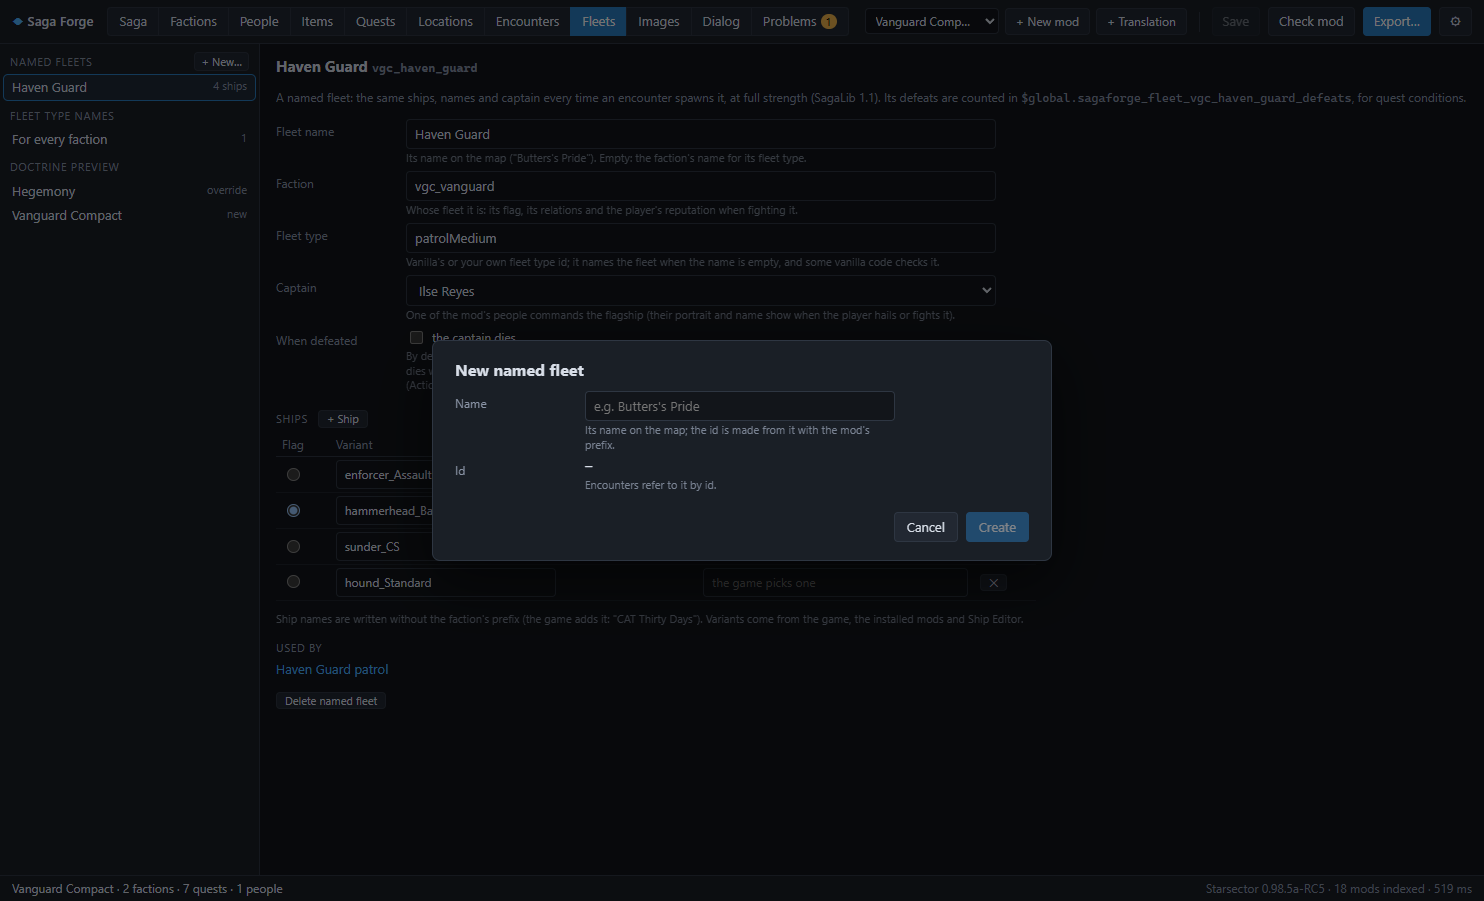 Saga Forge
Saga
Factions
People
Items
Quests
Locations
Encounters
Fleets
Images
Dialog
Problems 1
Vanguard Comp...
+ New mod
+ Translation
Save
Check mod
Export...
NAMED FLEETS
+ New...
Haven Guard
4 ships
FLEET TYPE NAMES
For every faction
1
DOCTRINE PREVIEW
Hegemony
override
Vanguard Compact
new
Haven Guard vgc_haven_guard
A named fleet: the same ships, names and captain every time an encounter spawns it, at full strength (SagaLib 1.1). Its defeats are counted in $global.sagaforge_fleet_vgc_haven_guard_defeats, for quest conditions.
Fleet name
Haven Guard
Its name on the map ("Butters's Pride"). Empty: the faction's name for its fleet type.
Faction
vgc_vanguard
Whose fleet it is: its flag, its relations and the player's reputation when fighting it.
Fleet type
patrolMedium
Vanilla's or your own fleet type id; it names the fleet when the name is empty, and some vanilla code checks it.
Captain
Ilse Reyes
One of the mod's people commands the flagship (their portrait and name show when the player hails or fights it).
When defeated
the captain dies
By de
dies
(Actio
New named fleet
Name
e.g. Butters's Pride
Its name on the map; the id is made from it with the mod's
prefix.
Id
–
Encounters refer to it by id.
Cancel
Create
SHIPS
+ Ship
Flag
Variant
enforcer_Assault
hammerhead_Ba
sunder_CS
hound_Standard
the game picks one
Ship names are written without the faction's prefix (the game adds it: "CAT Thirty Days"). Variants come from the game, the installed mods and Ship Editor.
USED BY
Haven Guard patrol
Delete named fleet
Vanguard Compact · 2 factions · 7 quests · 1 people
Starsector 0.98.5a-RC5 · 18 mods indexed · 519 ms